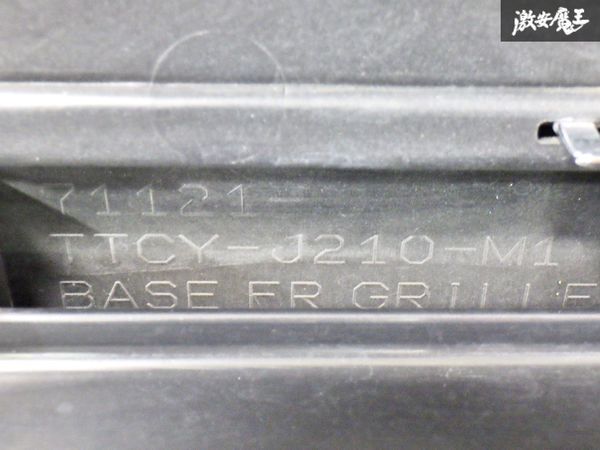 激安魔王
71121-
TTCY-J210-M1
BASE FR GRILLE